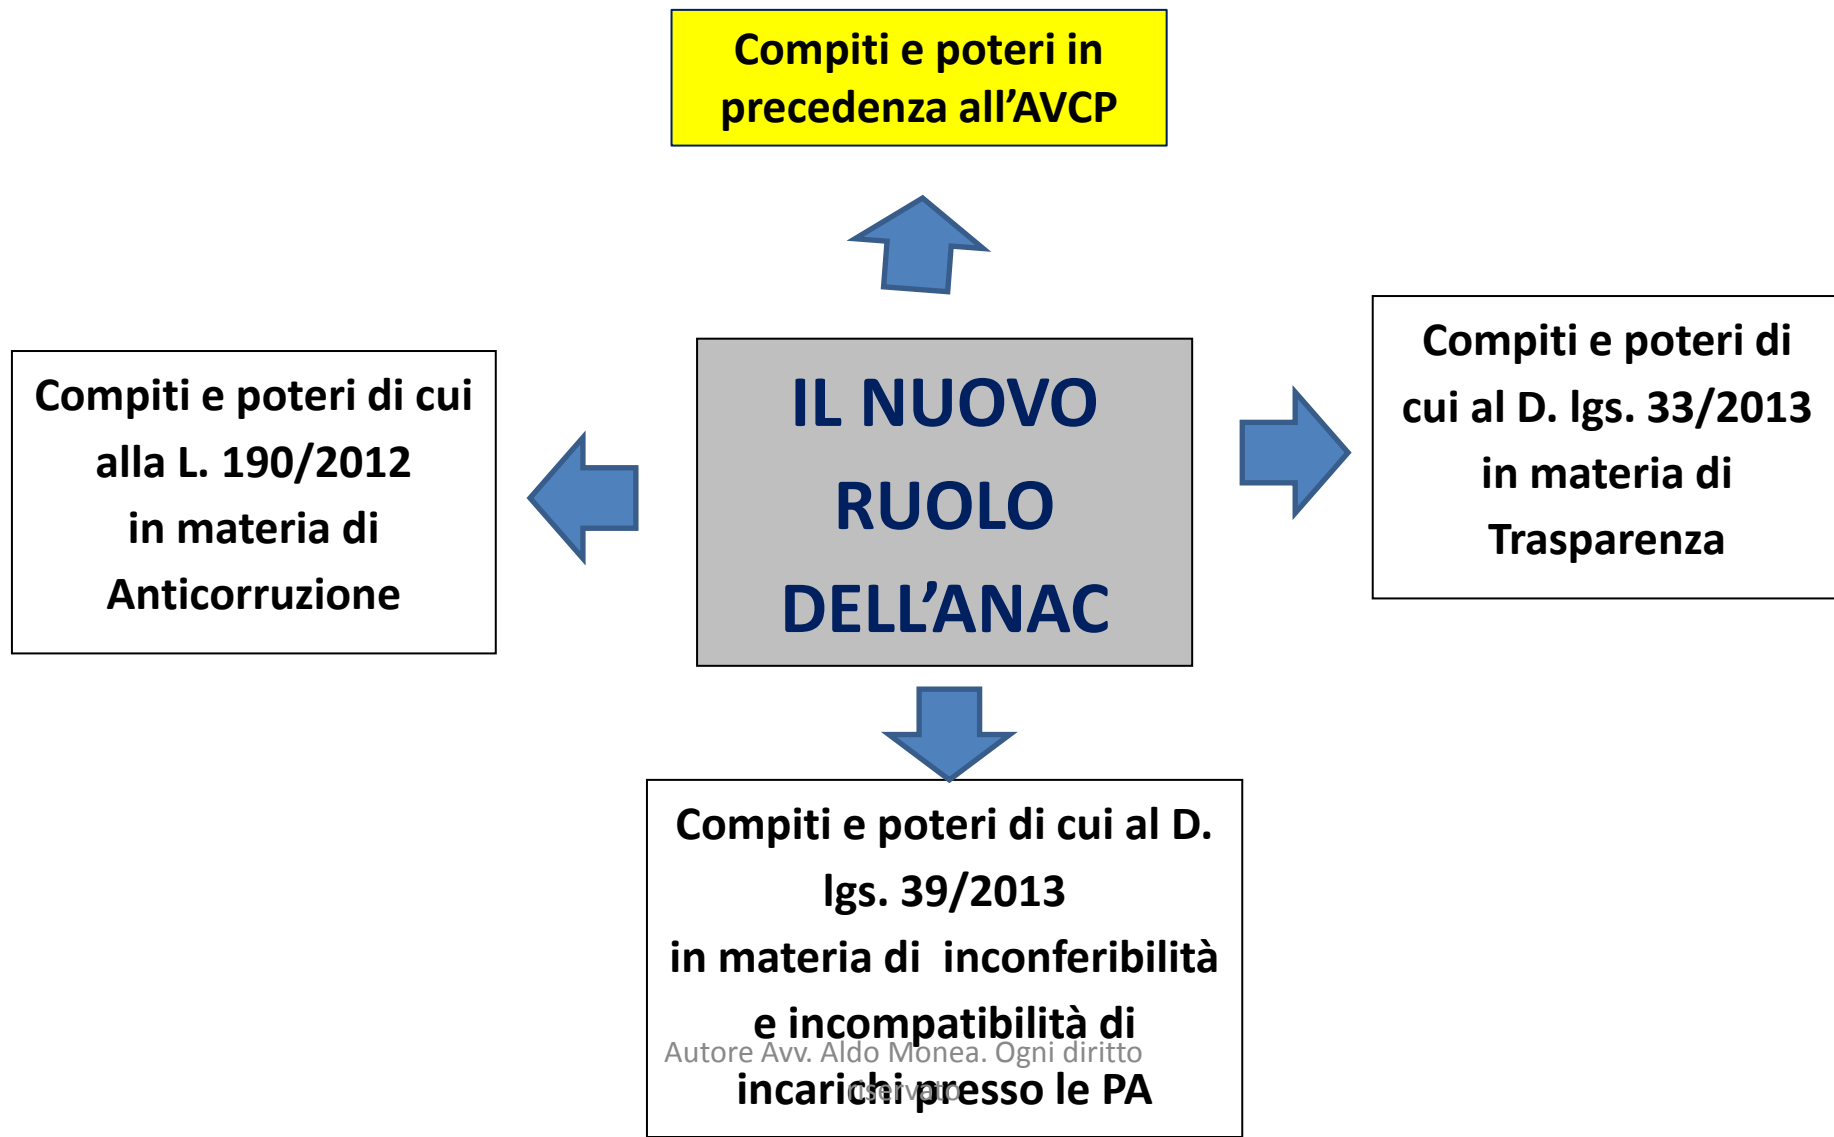 Compiti e poteri in
precedenza all’AVCP
Compiti e poteri di cui
alla L. 190/2012
in materia di
Anticorruzione
IL NUOVO
RUOLO
DELL’ANAC
Compiti e poteri di
cui al D. lgs. 33/2013
in materia di
Trasparenza
Compiti e poteri di cui al D.
lgs. 39/2013
in materia di  inconferibilità
e incompatibilità di
incarichi presso le PA
Autore Avv. Aldo Monea. Ogni diritto
riservato